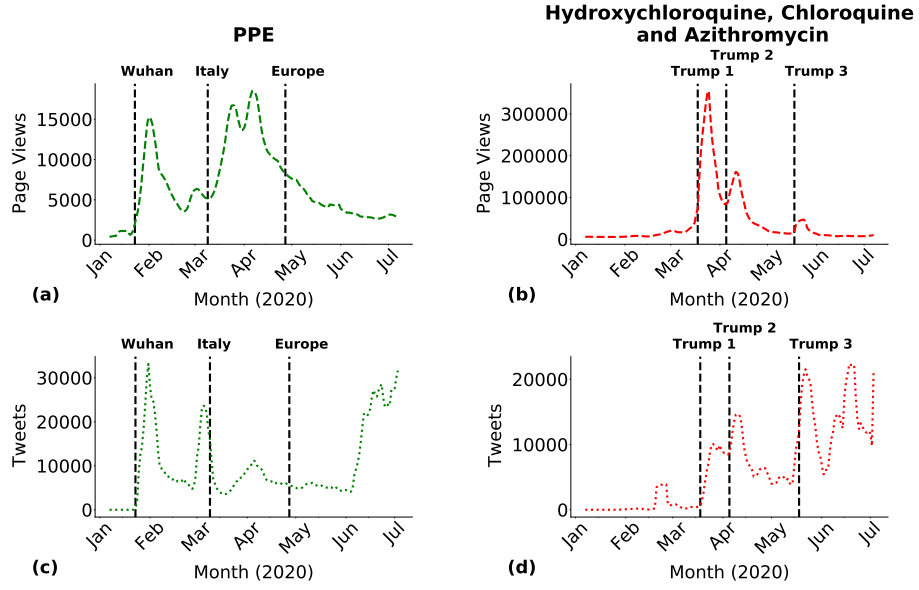 PPE
Hydroxychloroquine, Chloroquine
and Azithromycin
Wuhan Italy Europe
Trump 2
Trump 1 Trump 3
Page Views
15000
10000
5000
0
Jan Feb Mar Apr May Jun Jul
Month (2020)
(a)
Page Views
300000
200000
100000
0
Jan Feb Mar Apr May Jun Jul
Month (2020)
(b)
Wuhan Italy Europe
Trump 2
Trump 1 Trump 3
Tweets
30000
20000
10000
0
Jan Feb Mar Apr May Jun Jul
Month (2020)
(c)
Tweets
20000
10000
0
Jan Feb Mar Apr May Jun Jul
Month (2020)
(d)